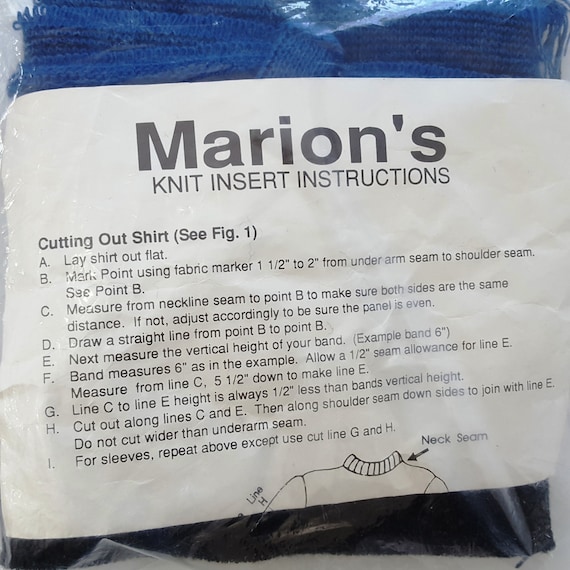 Marion's
KNIT INSERT INSTRUCTIONS
Cutting Out Shirt (See Fig. 1)
A. Lay shirt out flat.
B. Mark Point using fabric marker 1 1/2" to 2" from under arm seam to shoulder seam.
See Point B.
C. Measure from neckline seam to point B to make sure both sides are the same
distance. If not, adjust accordingly to be sure the panel is even.
D. Draw a straight line from point B to point B.
E. Next measure the vertical height of your band. (Example band 6")
F. Band measures 6" as in the example. Allow a 1/2" seam allowance for line E.
Measure from line C, 5 1/2" down to make line E.
G. Line C to line E height is always 1/2" less than bands vertical height.
H. Cut out along lines C and E. Then along shoulder seam down sides to join with line E.
Do not cut wider than underarm seam.
I. For sleeves, repeat above except use cut line G and H.
Neck Seam
Line
H